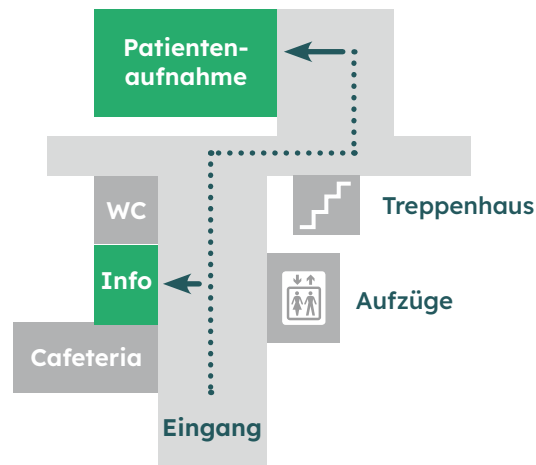 Patienten-
aufnahme
WC
Treppenhaus
Info
Aufzüge
Cafeteria
Eingang